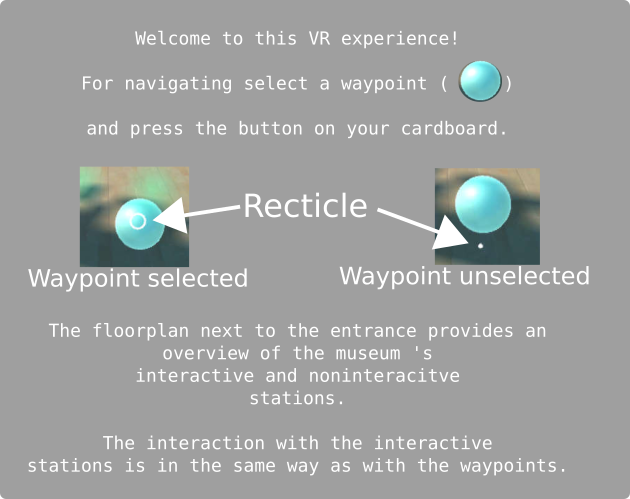 Welcome to this VR experience!
For navigating select a waypoint ( )
and press the button on your cardboard.
Recticle
Waypoint selected
Waypoint unselected
The floorplan next to the entrance provides an
overview of the museum 's
interactive and noninteracitve
stations.
The interaction with the interactive
stations is in the same way as with the waypoints.